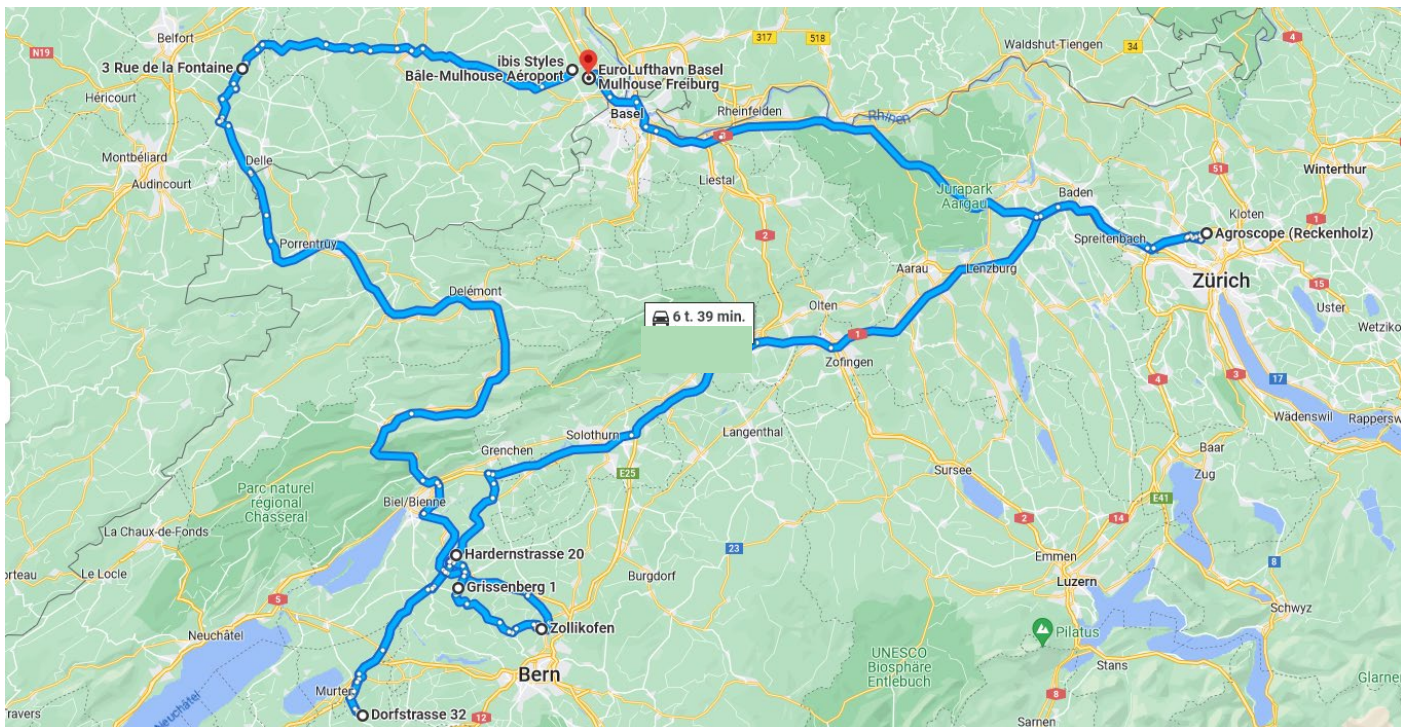 Belfort
N19
3 Rue de la Fontaine
ibis Styles
Bâle-Mulhouse Aéroport
EuroLufthavn Basel
Mulhouse Freiburg
317
518
Waldshut-Tiengen
34
4
Héricourt
Basel
Rheinfelden
Rhinen
3
Montbéliard
Audincourt
Delle
Liestal
51
Winterthur
Jurapark
Aargau
Baden
Kloten
1
Spreitenbach
Agroscope (Reckenholz)
Porrentruy
2
Aarau
Lenzburg
Zürich
15
Uster
Delémont
6 t. 39 min.
Olten
1
Zofingen
Wetziko
4
3
17
Wädenswil
Rappersw
Grenchen
Solothurn
Langenthal
E25
Sursee
Baar
Zug
Parc naturel
régional
Chasseral
Biel/Bienne
E41
La Chaux-de-Fonds
2
14
Hardernstrasse 20
23
Emmen
8
orteau
Le Locle
Grissenberg 1
Burgdorf
Luzern
5
Schwyz
Neuchâtel
Zollikofen
Pilatus
Bern
UNESCO
Biosphäre
Entlebuch
Stans
Murten
Glarner
8
Travers
Neuchâtel
Dorfstrasse 32
12
Sarnen